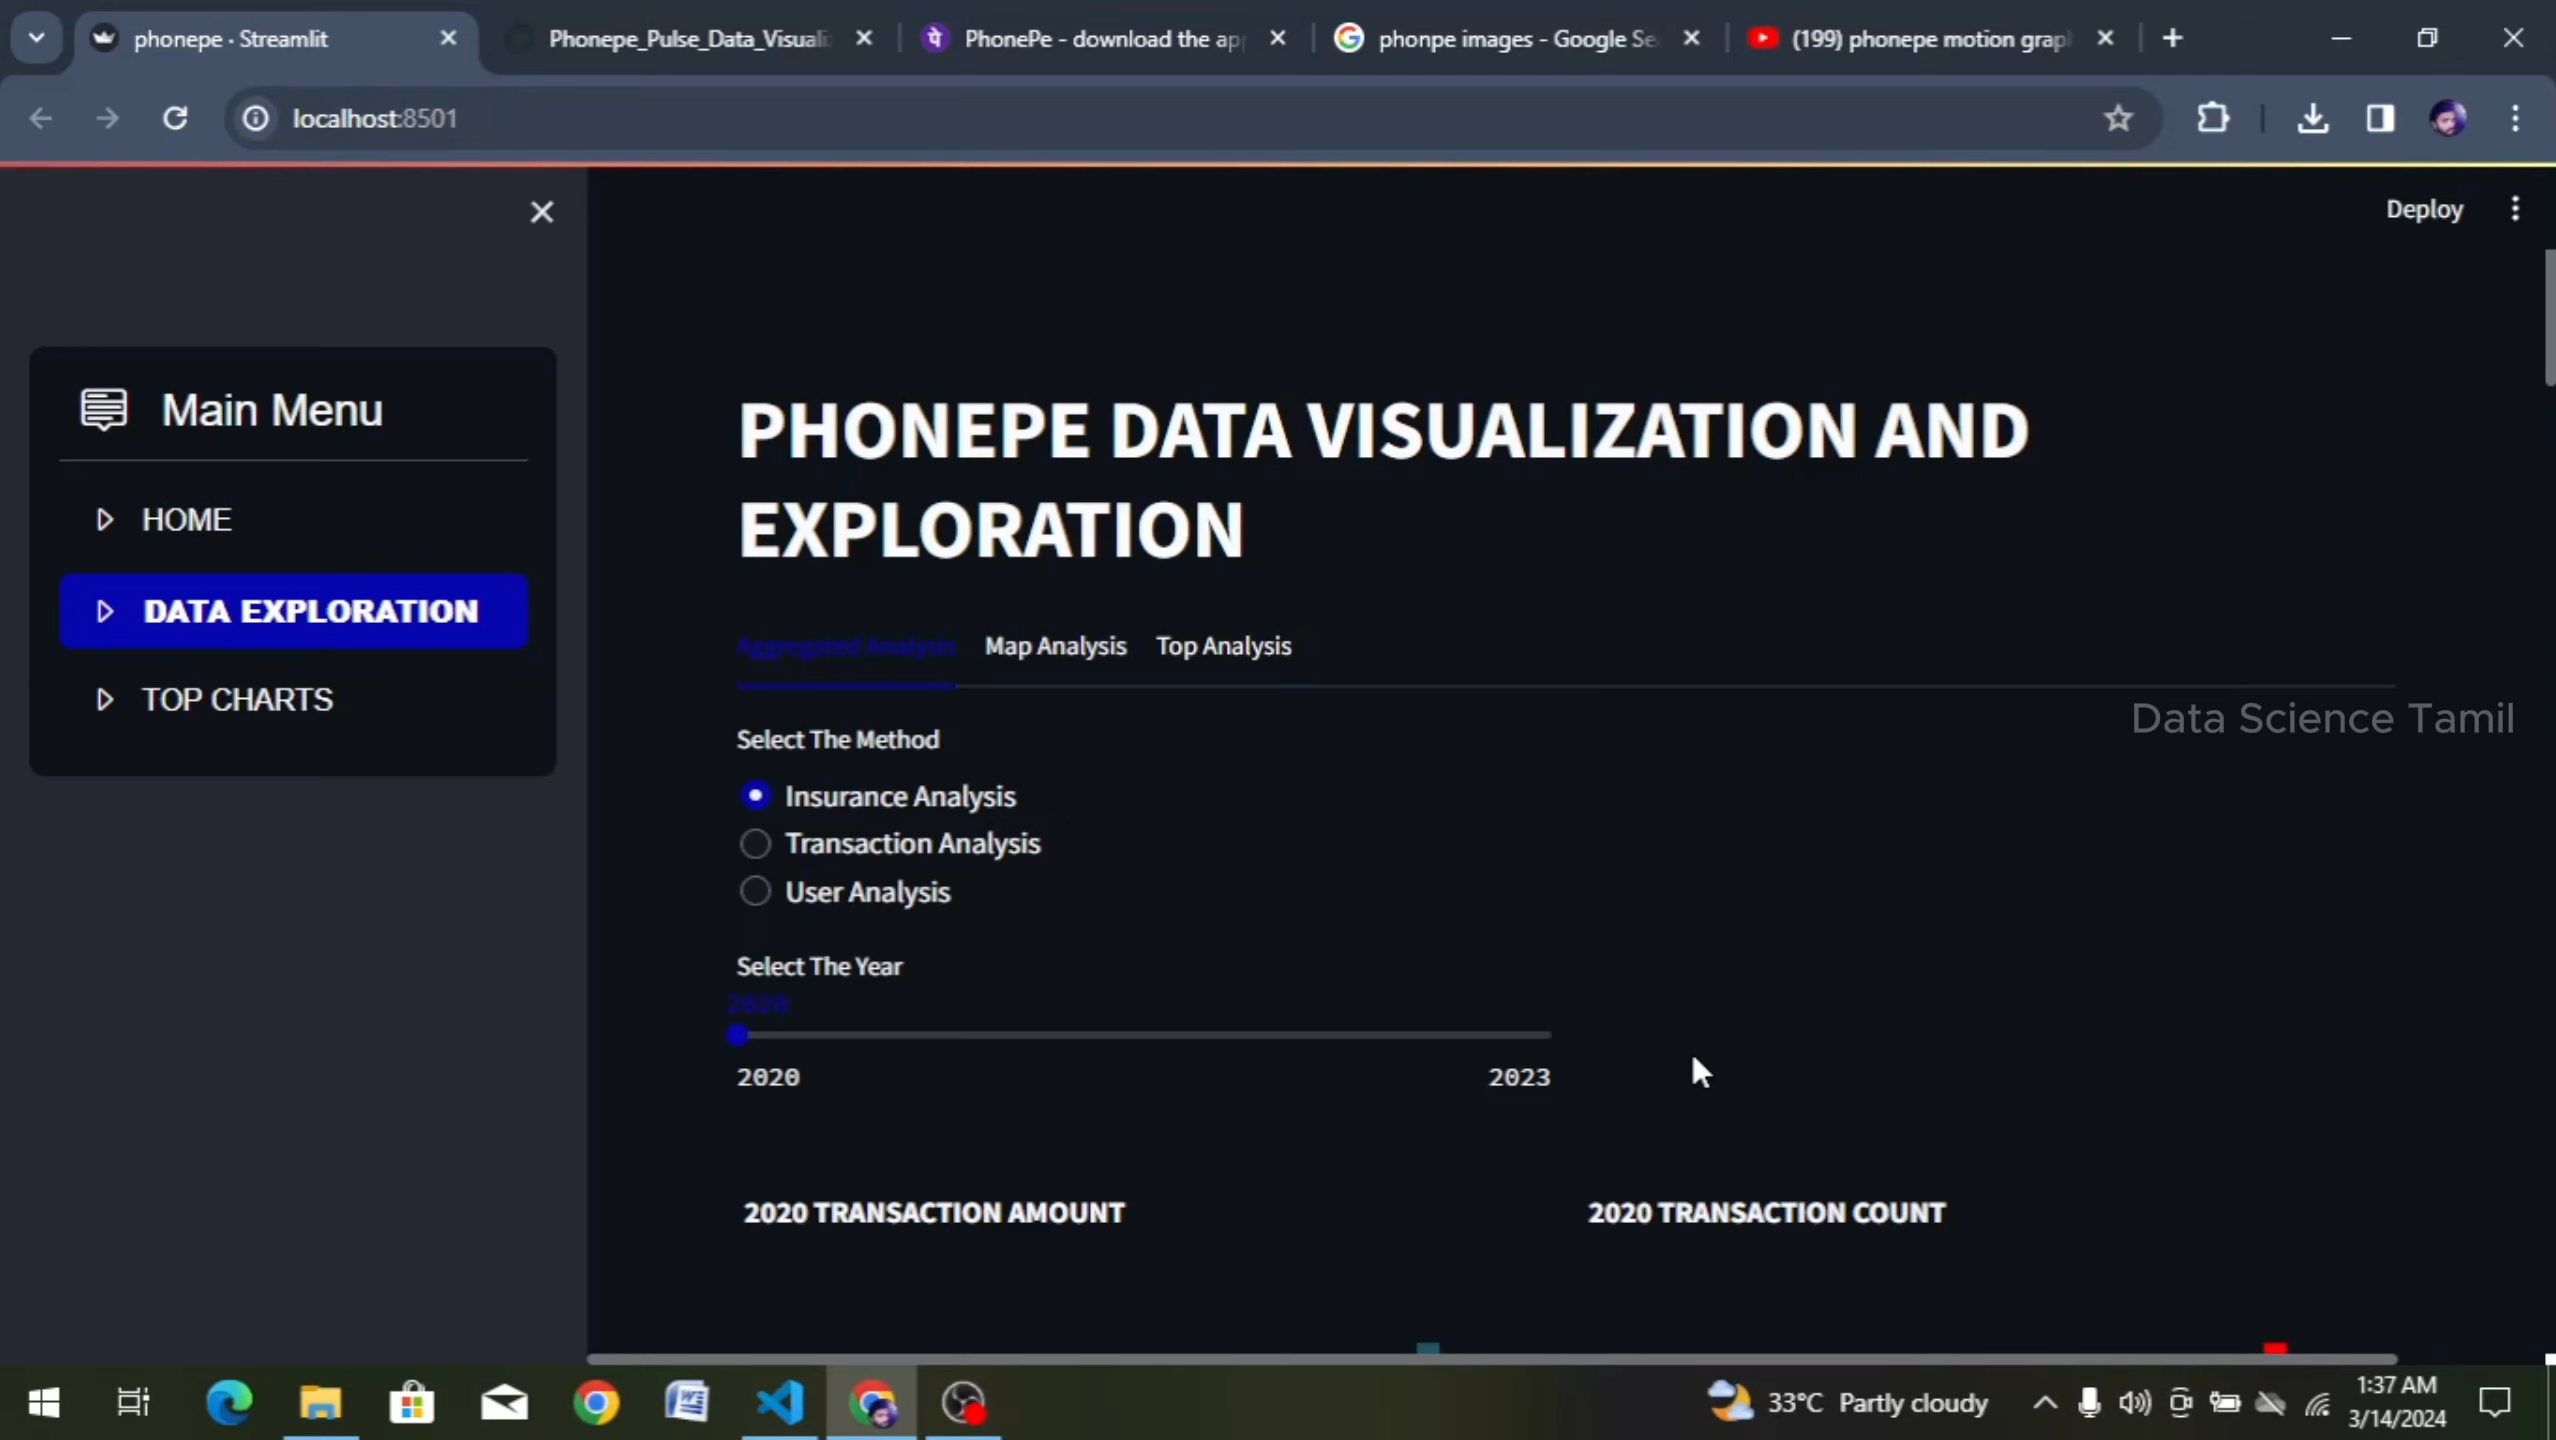 phonepe · Streamlit
Phonepe_Pulse_Data_Visuali
PhonePe - download the ap
phonpe images - Google Se
(199) phonepe motion grap
localhost:8501
Deploy
Main Menu
HOME
DATA EXPLORATION
TOP CHARTS
PHONEPE DATA VISUALIZATION AND
EXPLORATION
Aggregated Analysis Map Analysis Top Analysis
Data Science Tamil
Select The Method
Insurance Analysis
Transaction Analysis
User Analysis
Select The Year
2020
2020 2023
2020 TRANSACTION AMOUNT
2020 TRANSACTION COUNT
33°C Partly cloudy
1:37 AM
3/14/2024